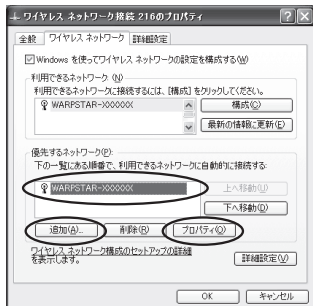 ワイヤレス ネットワーク接続 216のプロパティ
全般 ワイヤレス ネットワーク 詳細設定
Windows を使ってワイヤレス ネットワークの設定を構成する(W)
利用できるネットワーク(N)
利用できるネットワークに接続するには、[構成] をクリックしてください。
WARPSTAR-XXXXXX
構成(C)
最新の情報に更新(E)
優先するネットワーク(P):
下の一覧にある順番で、利用できるネットワークに自動的に接続する:
WARPSTAR-XXXXXX
上へ移動(U)
下へ移動(D)
追加(A)... 削除(R) プロパティ(O)
ワイヤレス ネットワーク構成のセットアップの詳細
を表示します。
詳細設定(V)
OK キャンセル